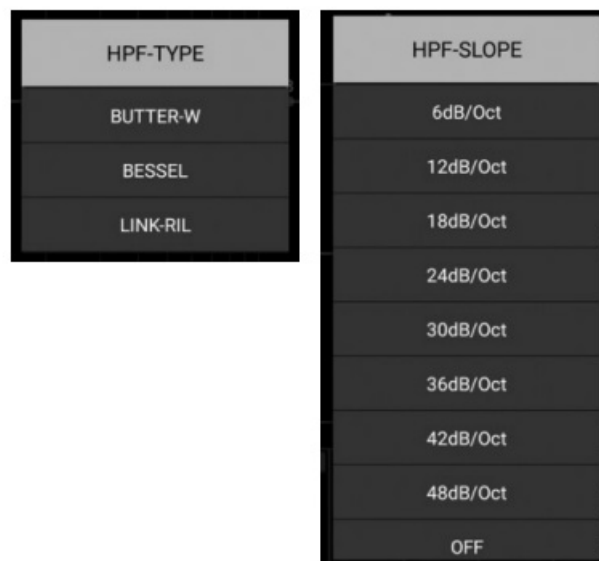 HPF-TYPE
BUTTER-W
BESSEL
LINK-RIL
HPF-SLOPE
6dB/Oct
12dB/Oct
18dB/Oct
24dB/Oct
30dB/Oct
36dB/Oct
42dB/Oct
48dB/Oct
OFF